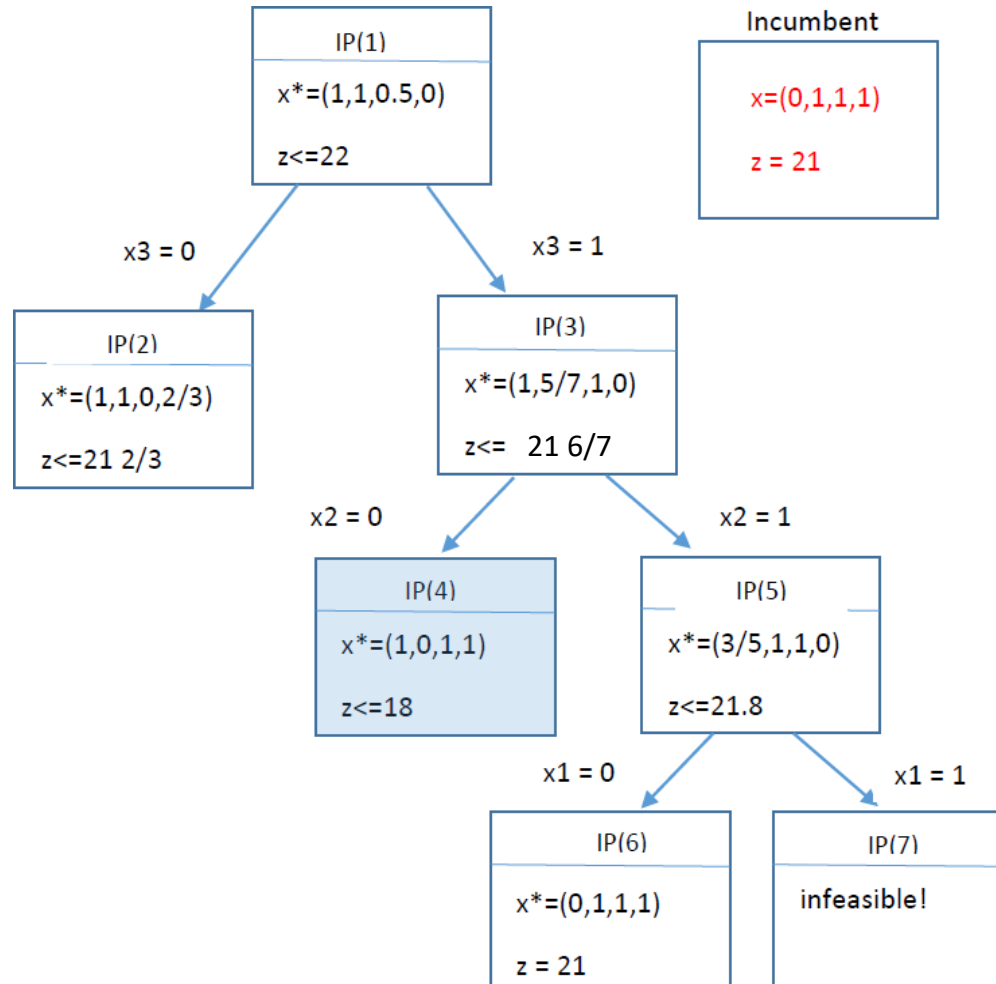 Incumbent
x=(0,1,1,1)
z = 21
IP(1)
x*=(1,1,0.5,0)
z<=22
x3 = 0
x3 = 1
IP(2)
x*=(1,1,0,2/3)
z<=21 2/3
IP(3)
x*=(1,5/7,1,0)
z<= 21 6/7
x2 = 0
x2 = 1
IP(4)
x*=(1,0,1,1)
z<=18
IP(5)
x*=(3/5,1,1,0)
z<=21.8
x1 = 0
x1 = 1
IP(6)
x*=(0,1,1,1)
z = 21
IP(7)
infeasible!